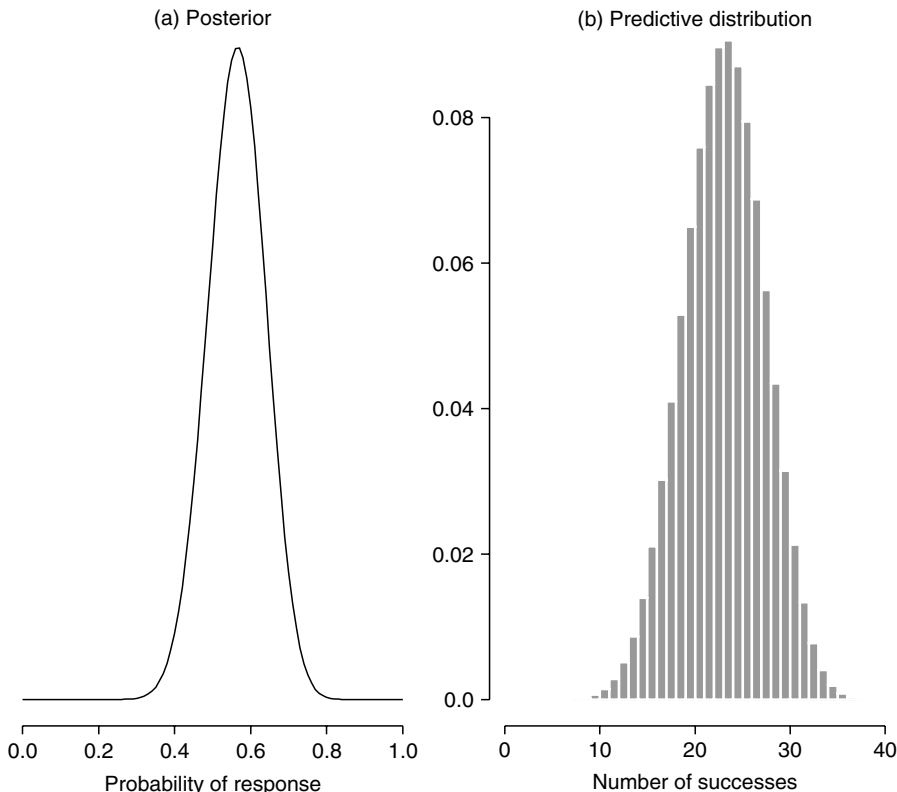 (a) Posterior
0.0 0.2 0.4 0.6 0.8 1.0
Probability of response
(b) Predictive distribution
0.08
0.06
0.04
0.02
0.0
0 10 20 30 40
Number of successes